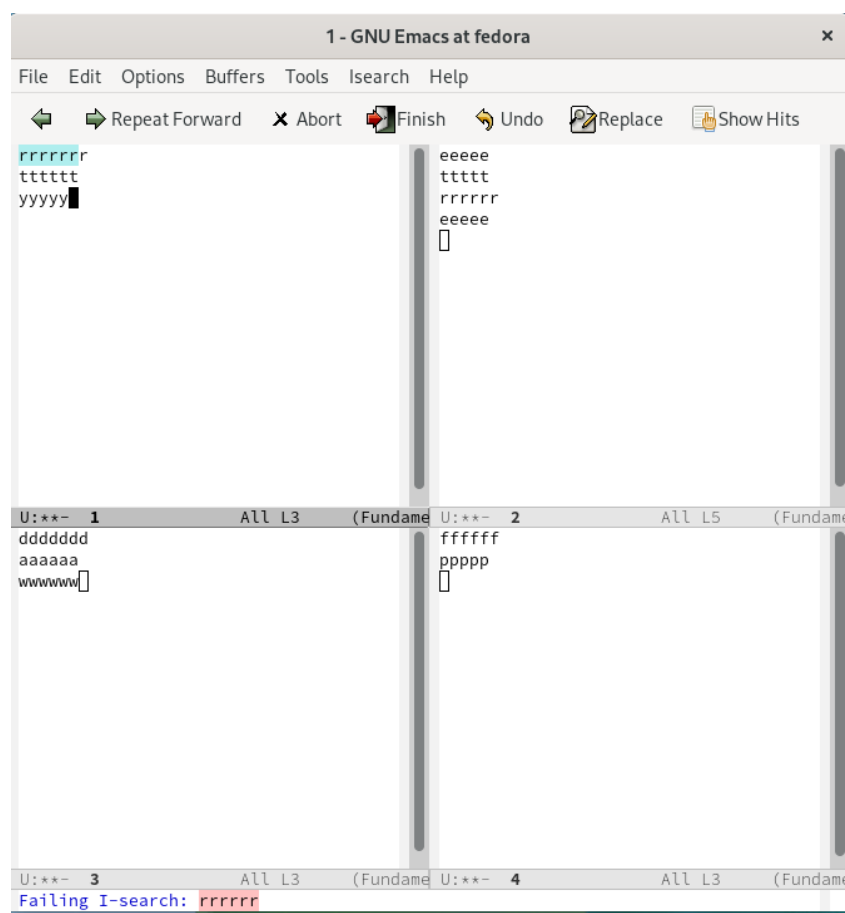 1 - GNU Emacs at fedora ×
File Edit Options Buffers Tools Isearch Help
Repeat Forward Abort Finish Undo Replace Show Hits
rrrrrrr
tttttt
yyyyy
U:**- 1 All L3 (Fundame
eeeee
ttttt
rrrrrr
eeeee
U:**- 2 All L5 (Fundame
ddddddd
aaaaaa
wwwwww
U:**- 3 All L3 (Fundame
ffffff
ppppp
U:**- 4 All L3 (Fundame
Failing I-search: rrrrrr